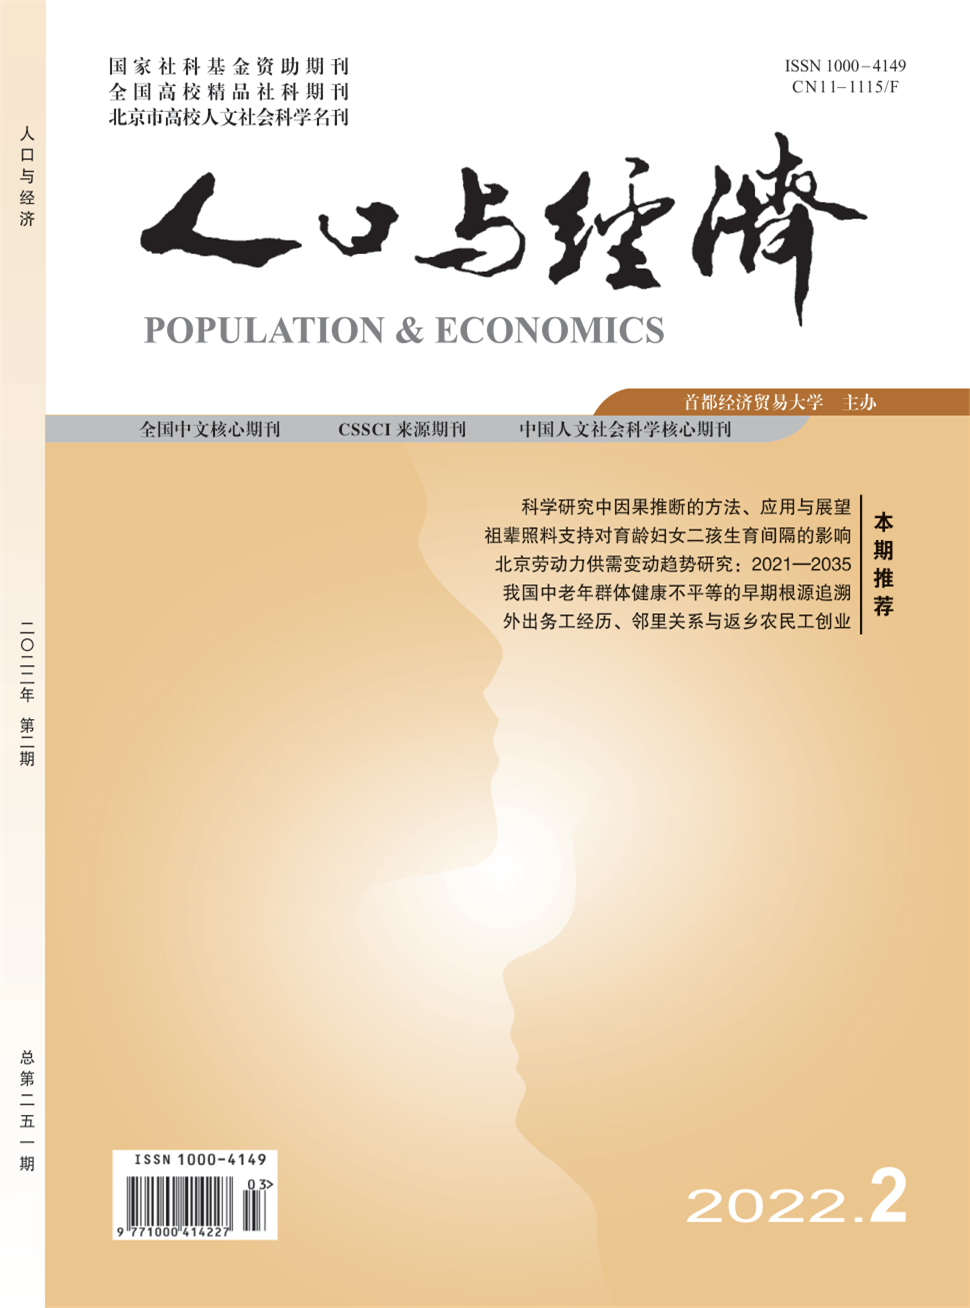 国家社科基金资助期刊
全国高校精品社科期刊
北京市高校人文社会科学名刊
ISSN 1000-4149
CN11-1115/F
人口与经濟
POPULATION & ECONOMICS
首都经济贸易大学 主办
全国中文核心期刊 CSSCI 来源期刊 中国人文社会科学核心期刊
科学研究中因果推断的方法、应用与展望
祖辈照料支持对育龄妇女二孩生育间隔的影响
北京劳动力供需变动趋势研究：2021—2035
我国中老年群体健康不平等的早期根源追溯
外出务工经历、邻里关系与返乡农民工创业
本期推荐
人口与经济
二〇二二年 第二期
总第二五一期
ISSN 1000-4149
03>
9 771000 414227
2022.2